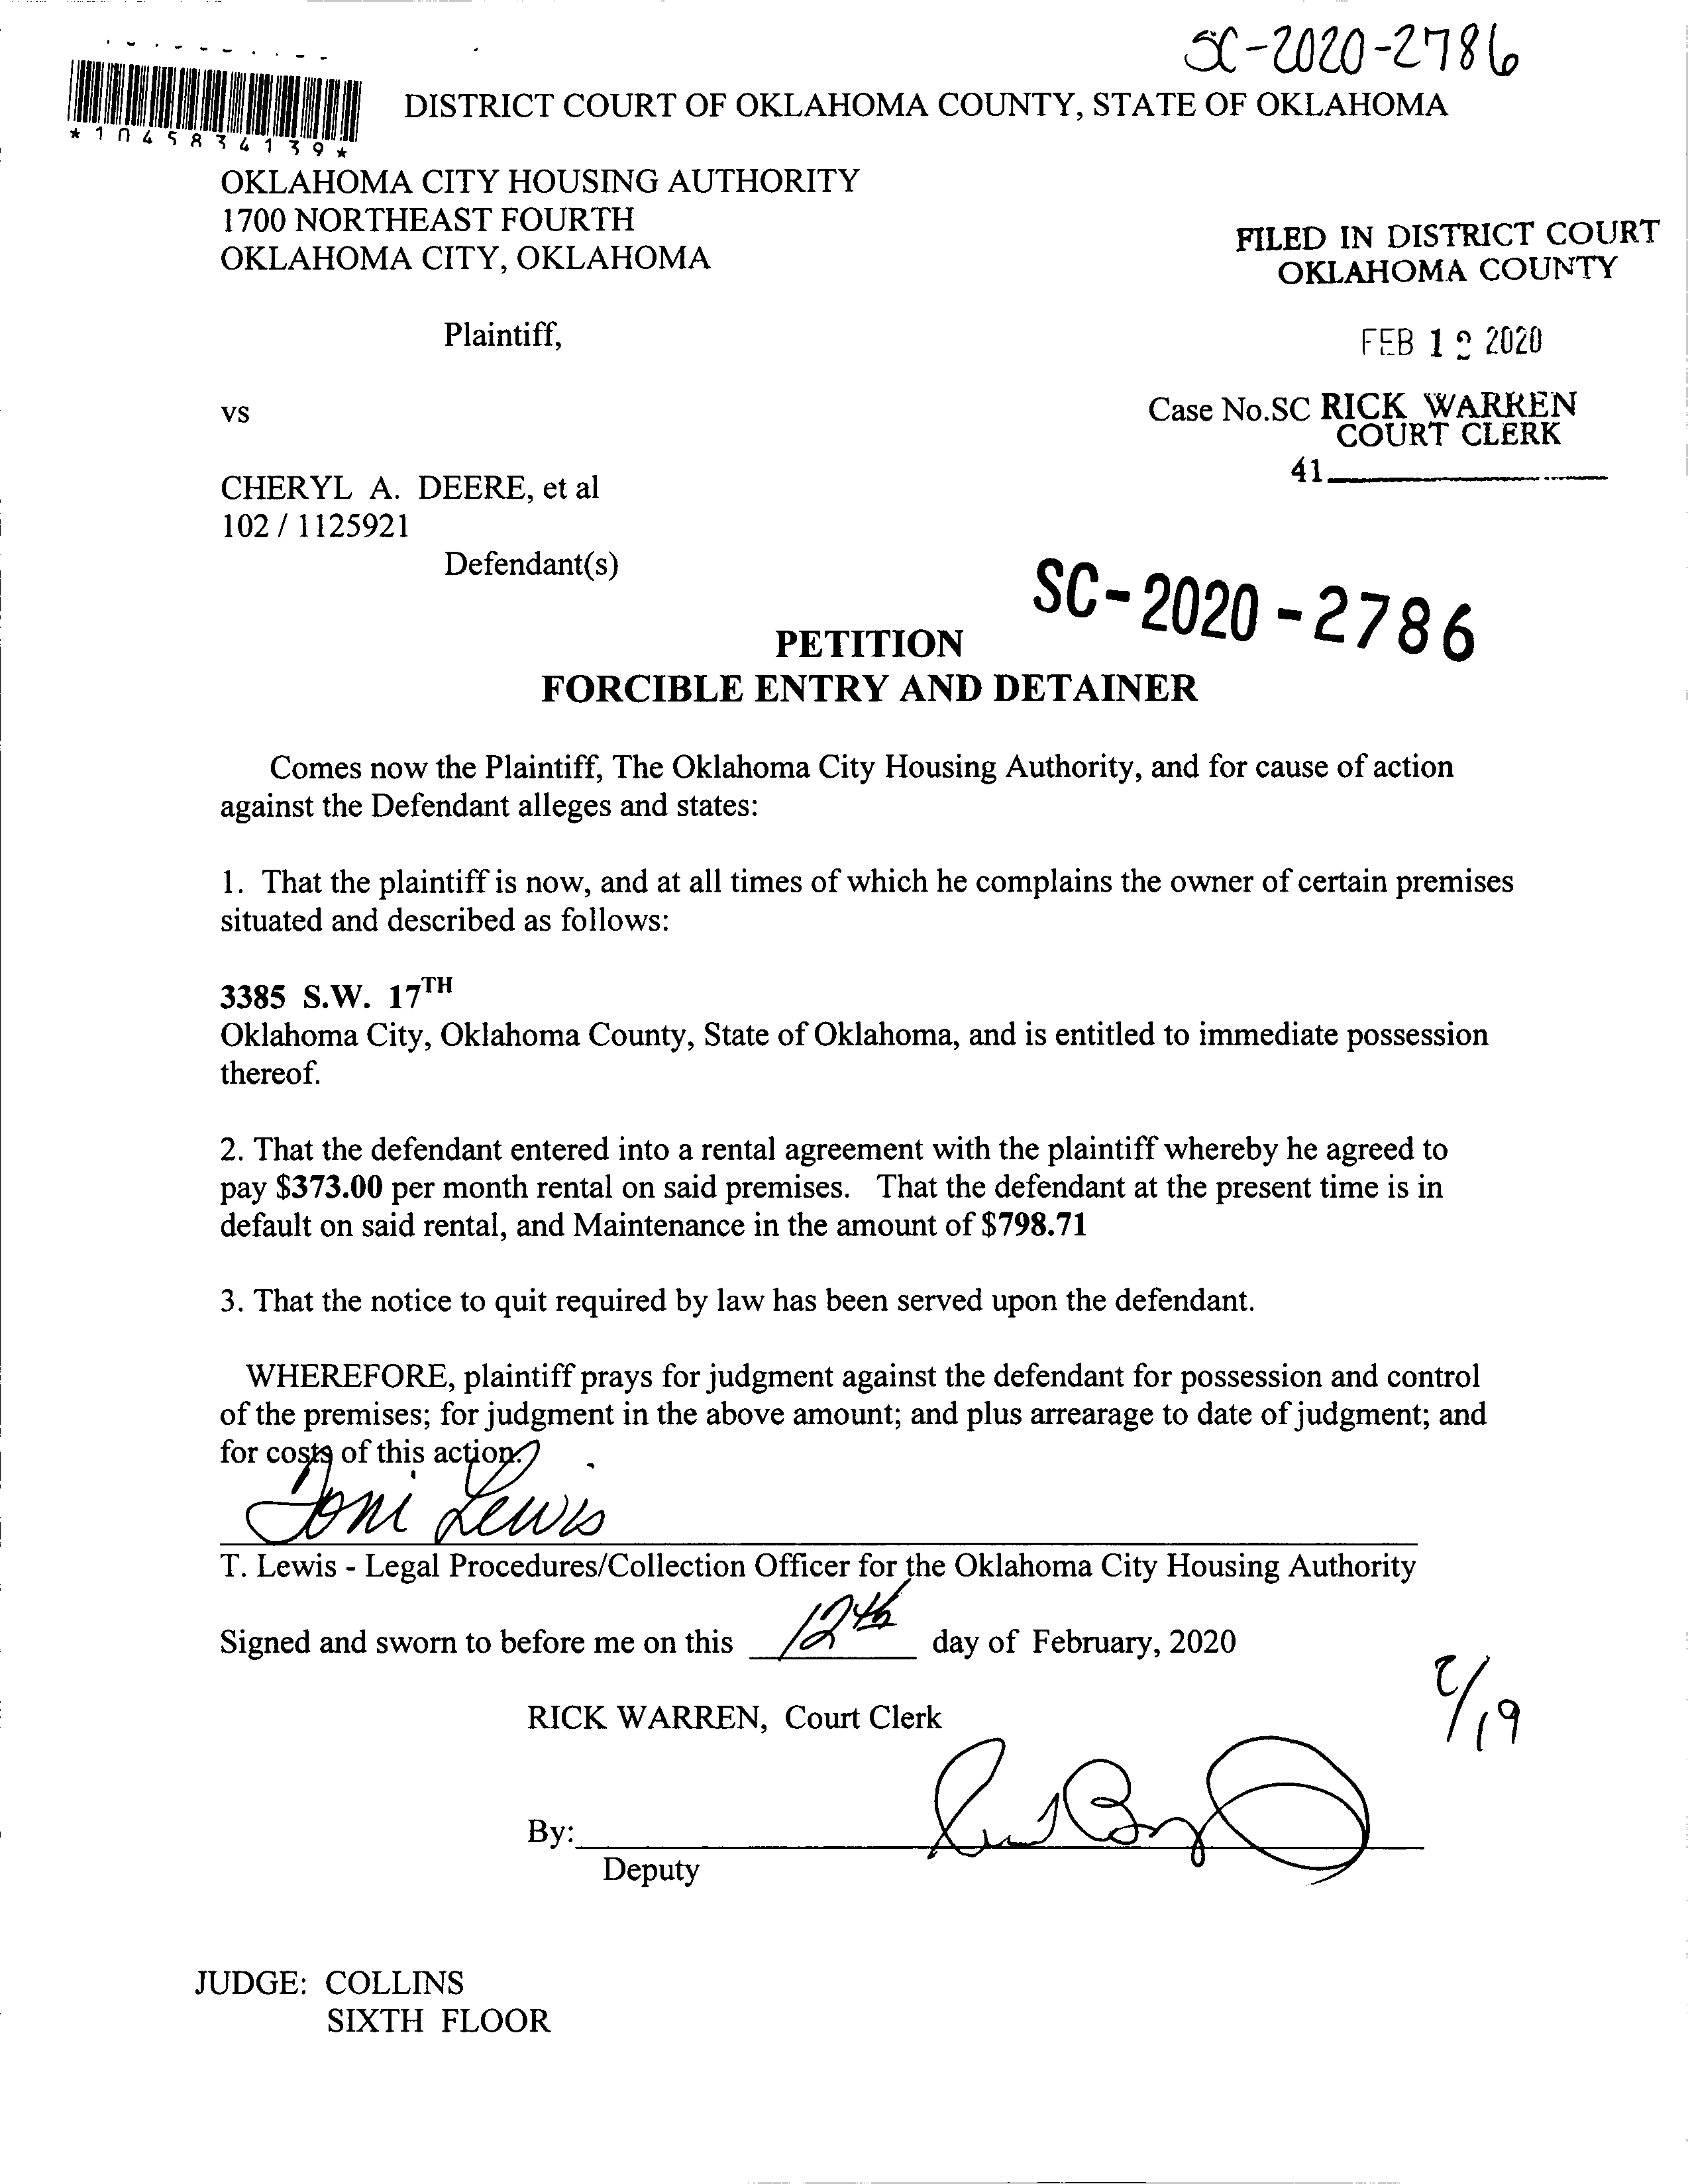 SC-2020-2786
*1045834139*
DISTRICT COURT OF OKLAHOMA COUNTY, STATE OF OKLAHOMA
OKLAHOMA CITY HOUSING AUTHORITY
1700 NORTHEAST FOURTH
OKLAHOMA CITY, OKLAHOMA
FILED IN DISTRICT COURT
OKLAHOMA COUNTY
Plaintiff,
FEB 12 2020
vs
Case No.SC RICK WARREN
COURT CLERK
41
CHERYL A. DEERE, et al
102 / 1125921
Defendant(s)
SC-2020-2786
PETITION
FORCIBLE ENTRY AND DETAINER
Comes now the Plaintiff, The Oklahoma City Housing Authority, and for cause of action
against the Defendant alleges and states:
1. That the plaintiff is now, and at all times of which he complains the owner of certain premises
situated and described as follows:
3385 S.W. 17TH
Oklahoma City, Oklahoma County, State of Oklahoma, and is entitled to immediate possession
thereof.
2. That the defendant entered into a rental agreement with the plaintiff whereby he agreed to
pay $373.00 per month rental on said premises. That the defendant at the present time is in
default on said rental, and Maintenance in the amount of $798.71
3. That the notice to quit required by law has been served upon the defendant.
WHEREFORE, plaintiff prays for judgment against the defendant for possession and control
of the premises; for judgment in the above amount; and plus arrearage to date of judgment; and
for costs of this action.
Toni Lewis
T. Lewis - Legal Procedures/Collection Officer for the Oklahoma City Housing Authority
Signed and sworn to before me on this 12th day of February, 2020
2/19
RICK WARREN, Court Clerk
By:
Deputy
JUDGE: COLLINS
SIXTH FLOOR